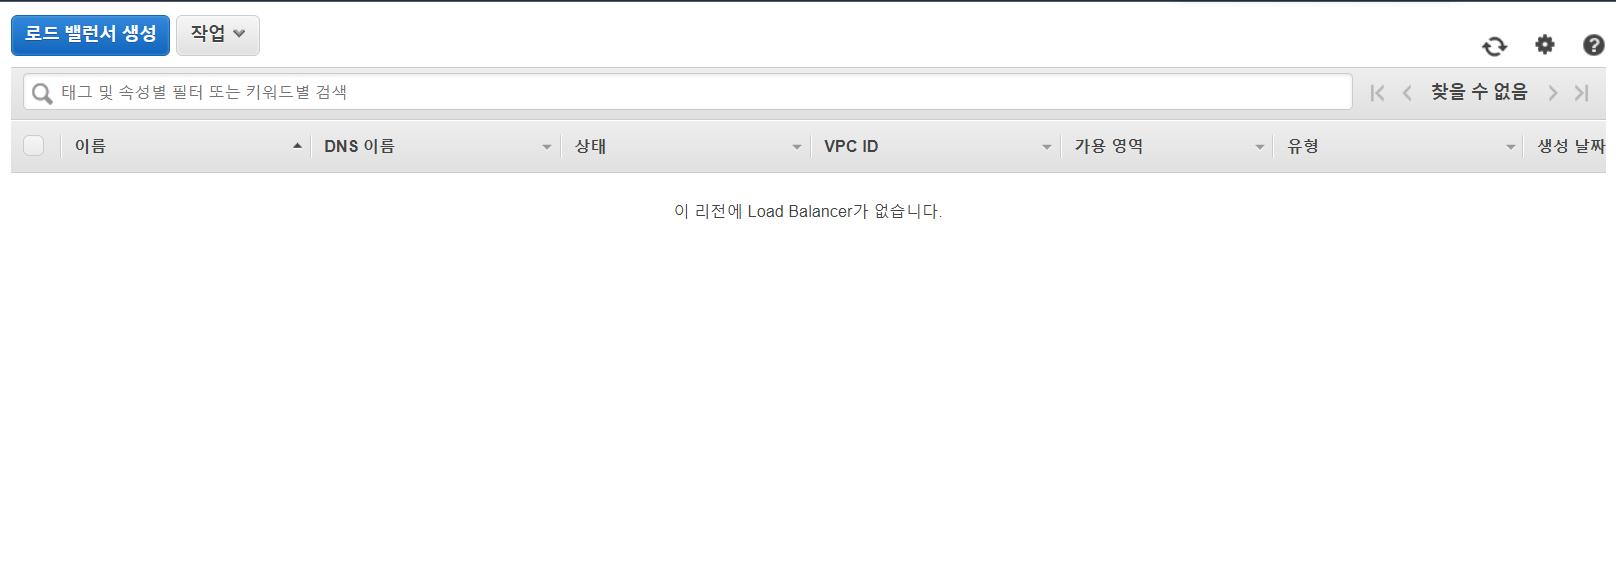 로드 밸런서 생성 작업
태그 및 속성별 필터 또는 키워드별 검색 찾을 수 없음
이름 DNS 이름 상태 VPC ID 가용 영역 유형 생성 날짜
이 리전에 Load Balancer가 없습니다.